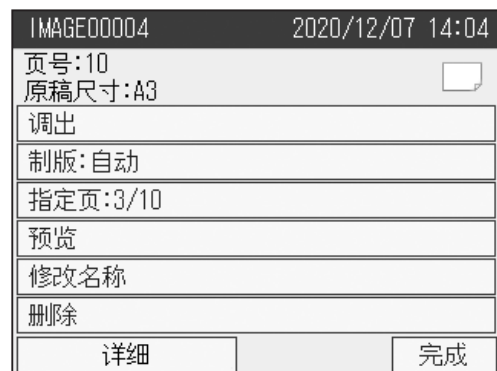 IMAGE00004 2020/12/07 14:04
页号:10
原稿尺寸:A3
调出
制版:自动
指定页:3/10
预览
修改名称
删除
详细 完成